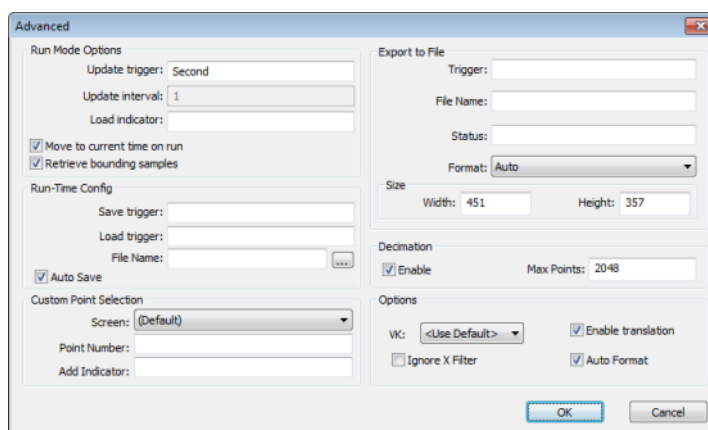 Advanced
Run Mode Options
Update trigger: Second
Update interval: 1
Load indicator:
Move to current time on run
Retrieve bounding samples
Run-Time Config
Save trigger:
Load trigger:
File Name: ...
Auto Save
Custom Point Selection
Screen: (Default)
Point Number:
Add Indicator:
Export to File
Trigger:
File Name:
Status:
Format: Auto
Size
Width: 451 Height: 357
Decimation
Enable Max Points: 2048
Options
VK: <Use Default> Enable translation
Ignore X Filter Auto Format
OK Cancel